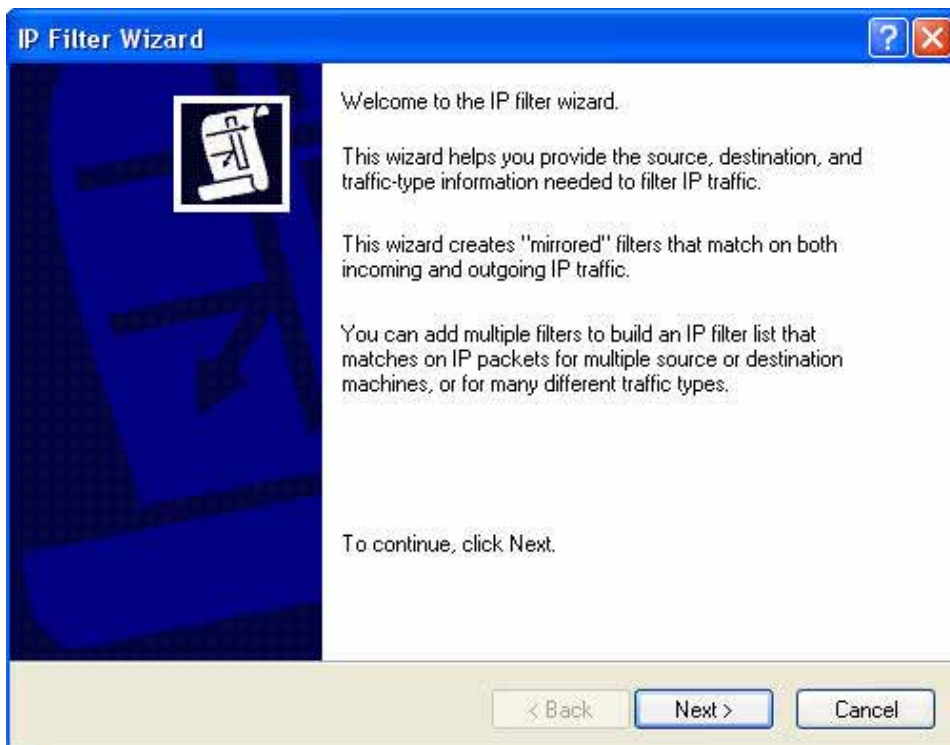 IP Filter Wizard
?
X
Welcome to the IP filter wizard.
This wizard helps you provide the source, destination, and
traffic-type information needed to filter IP traffic.
This wizard creates "mirrored" filters that match on both
incoming and outgoing IP traffic.
You can add multiple filters to build an IP filter list that
matches on IP packets for multiple source or destination
machines, or for many different traffic types.
To continue, click Next.
< Back
Next >
Cancel